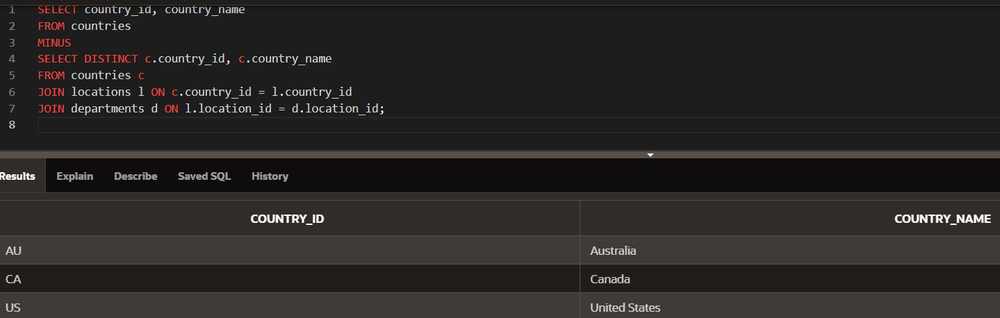 1 SELECT country_id, country_name
2 FROM countries
3 MINUS
4 SELECT DISTINCT c.country_id, c.country_name
5 FROM countries c
6 JOIN locations l ON c.country_id = l.country_id
7 JOIN departments d ON l.location_id = d.location_id;
8
Results Explain Describe Saved SQL History
COUNTRY_ID COUNTRY_NAME
AU Australia
CA Canada
US United States